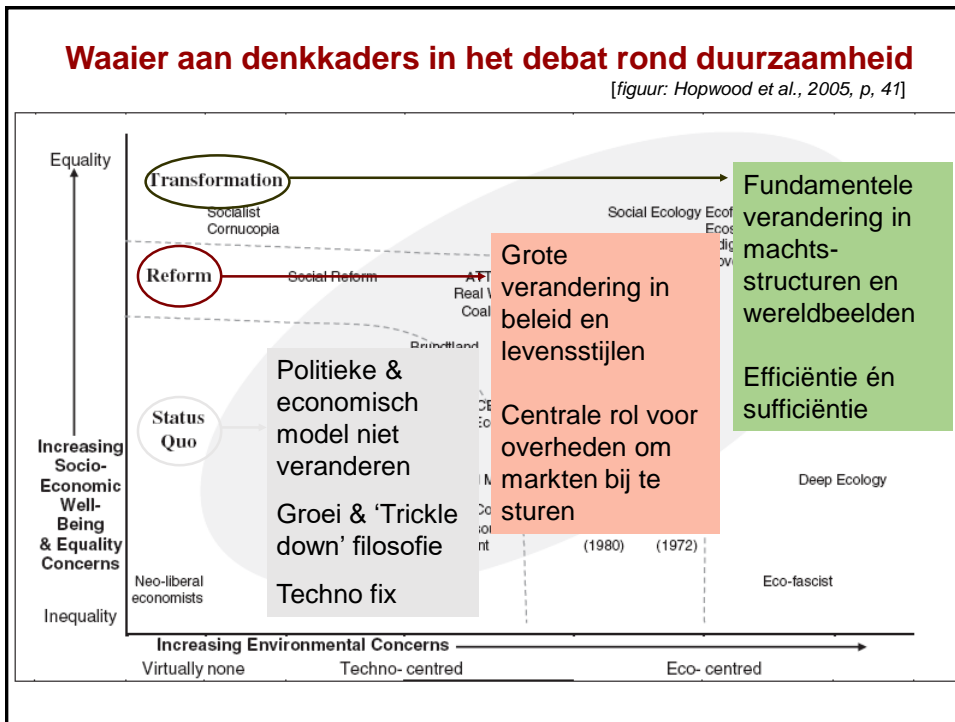 Waaier aan denkkaders in het debat rond duurzaamheid
[figuur: Hopwood et al., 2005, p, 41]
Equality
Transformation
Socialist
Cornucopia
Social Ecology
Reform
Social Reform
Real
Brundtland
Status
Quo
Increasing
Socio-
Economic
Well-
Being
& Equality
Concerns
Neo-liberal
economists
Inequality
Politieke &
economisch
model niet
veranderen
Groei & ‘Trickle
down’ filosofie
Techno fix
Grote
verandering in
beleid en
levensstijlen
Centrale rol voor
overheden om
markten bij te
sturen
Fundamentele
verandering in
machts-
structuren en
wereldbeelden
Efficiëntie én
sufficiëntie
Deep Ecology
(1980) (1972)
Eco-fascist
Increasing Environmental Concerns
Virtually none Techno- centred Eco- centred